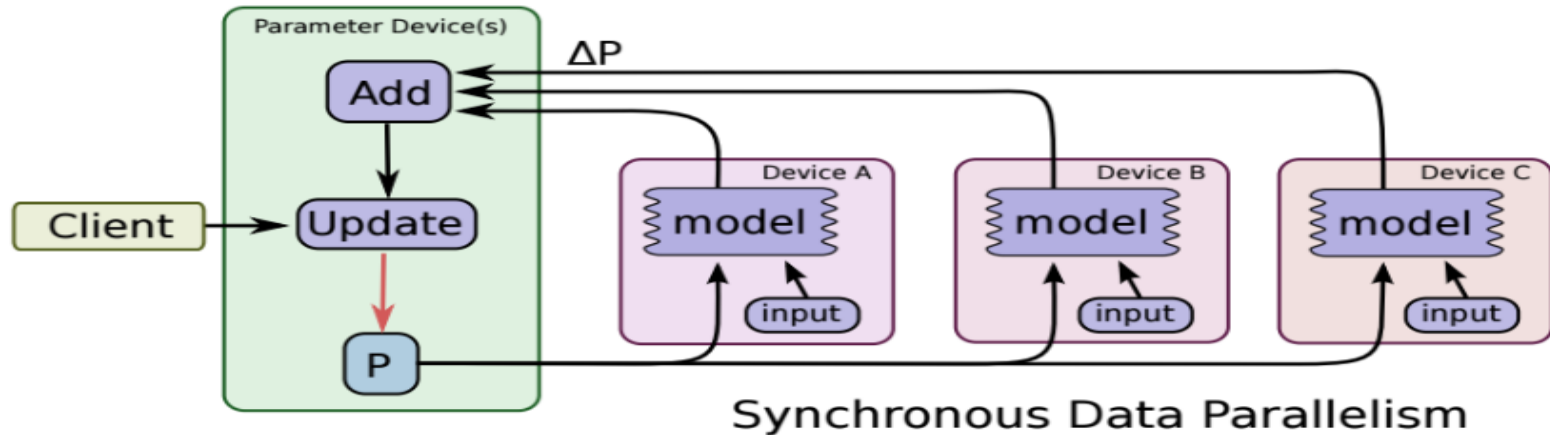 Parameter Device(s)
ΔP
Add
Device A
Device B
Device C
Client
Update
model
model
model
input
input
input
P
Synchronous Data Parallelism